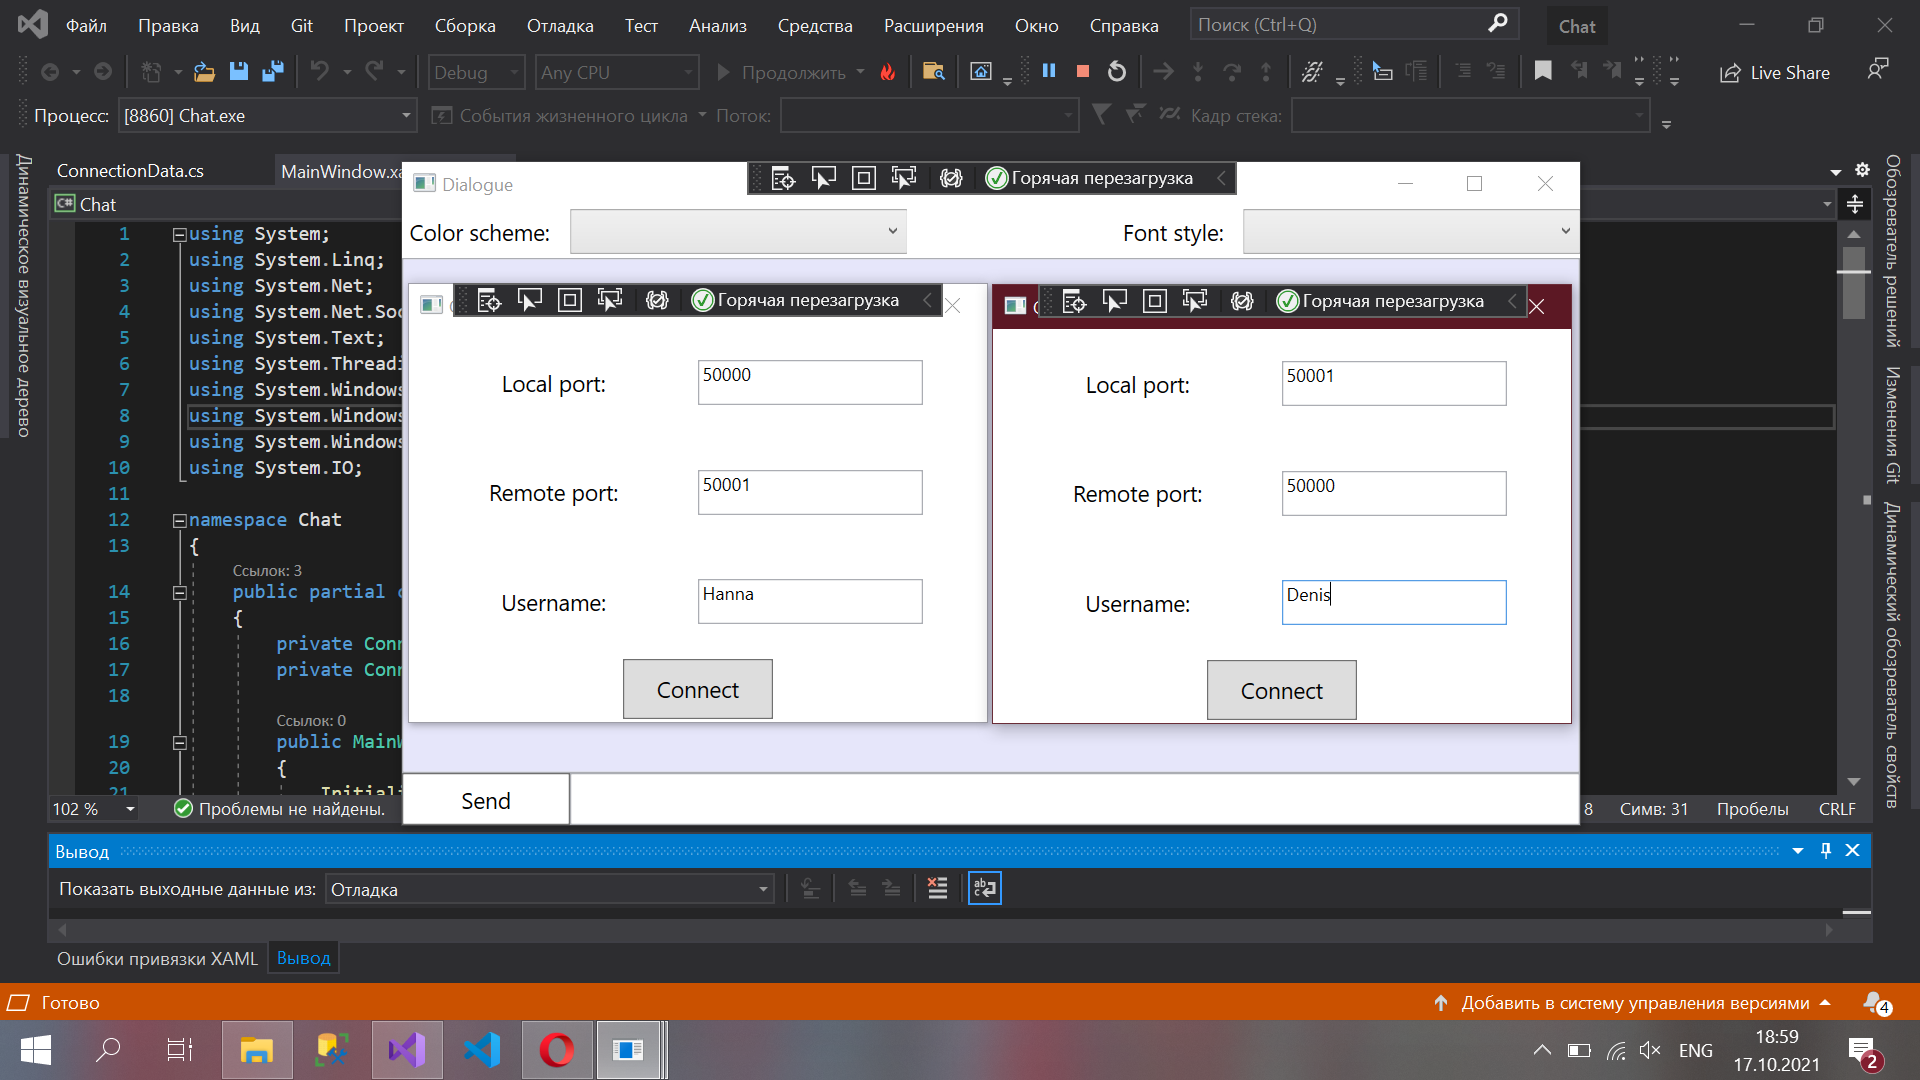 Файл Правка Вид Git Проект Сборка Отладка Тест Анализ Средства Расширения Окно Справка Поиск (Ctrl+Q) Chat
Debug Any CPU Продолжить Live Share
Процесс: [8860] Chat.exe События жизненного цикла Поток: Кадр стека:
Динамическое визуальное дерево
ConnectionData.cs
MainWindow.xa
Chat
1 using System;
2 using System.Linq;
3 using System.Net;
4 using System.Net.Soc
5 using System.Text;
6 using System.Threadi
7 using System.Windows
8 using System.Windows
9 using System.Windows
10 using System.IO;
11
12 namespace Chat
13 {
Ссылок: 3
14 public partial c
15 {
16 private Conn
17 private Conn
18
Ссылок: 0
19 public MainW
20 {
21 Initiali
Dialogue
Горячая перезагрузка
Color scheme:
Font style:
Горячая перезагрузка
Local port: 50000
Remote port: 50001
Username: Hanna
Connect
Горячая перезагрузка
Local port: 50001
Remote port: 50000
Username: Denis
Connect
Send
Обозреватель решений
Изменения Git
Динамический обозреватель свойств
102 % Проблемы не найдены. 8 Симв: 31 Пробелы CRLF
Вывод
Показать выходные данные из: Отладка
Ошибки привязки XAML Вывод
Готово Добавить в систему управления версиями 4
ENG
18:59
17.10.2021
2